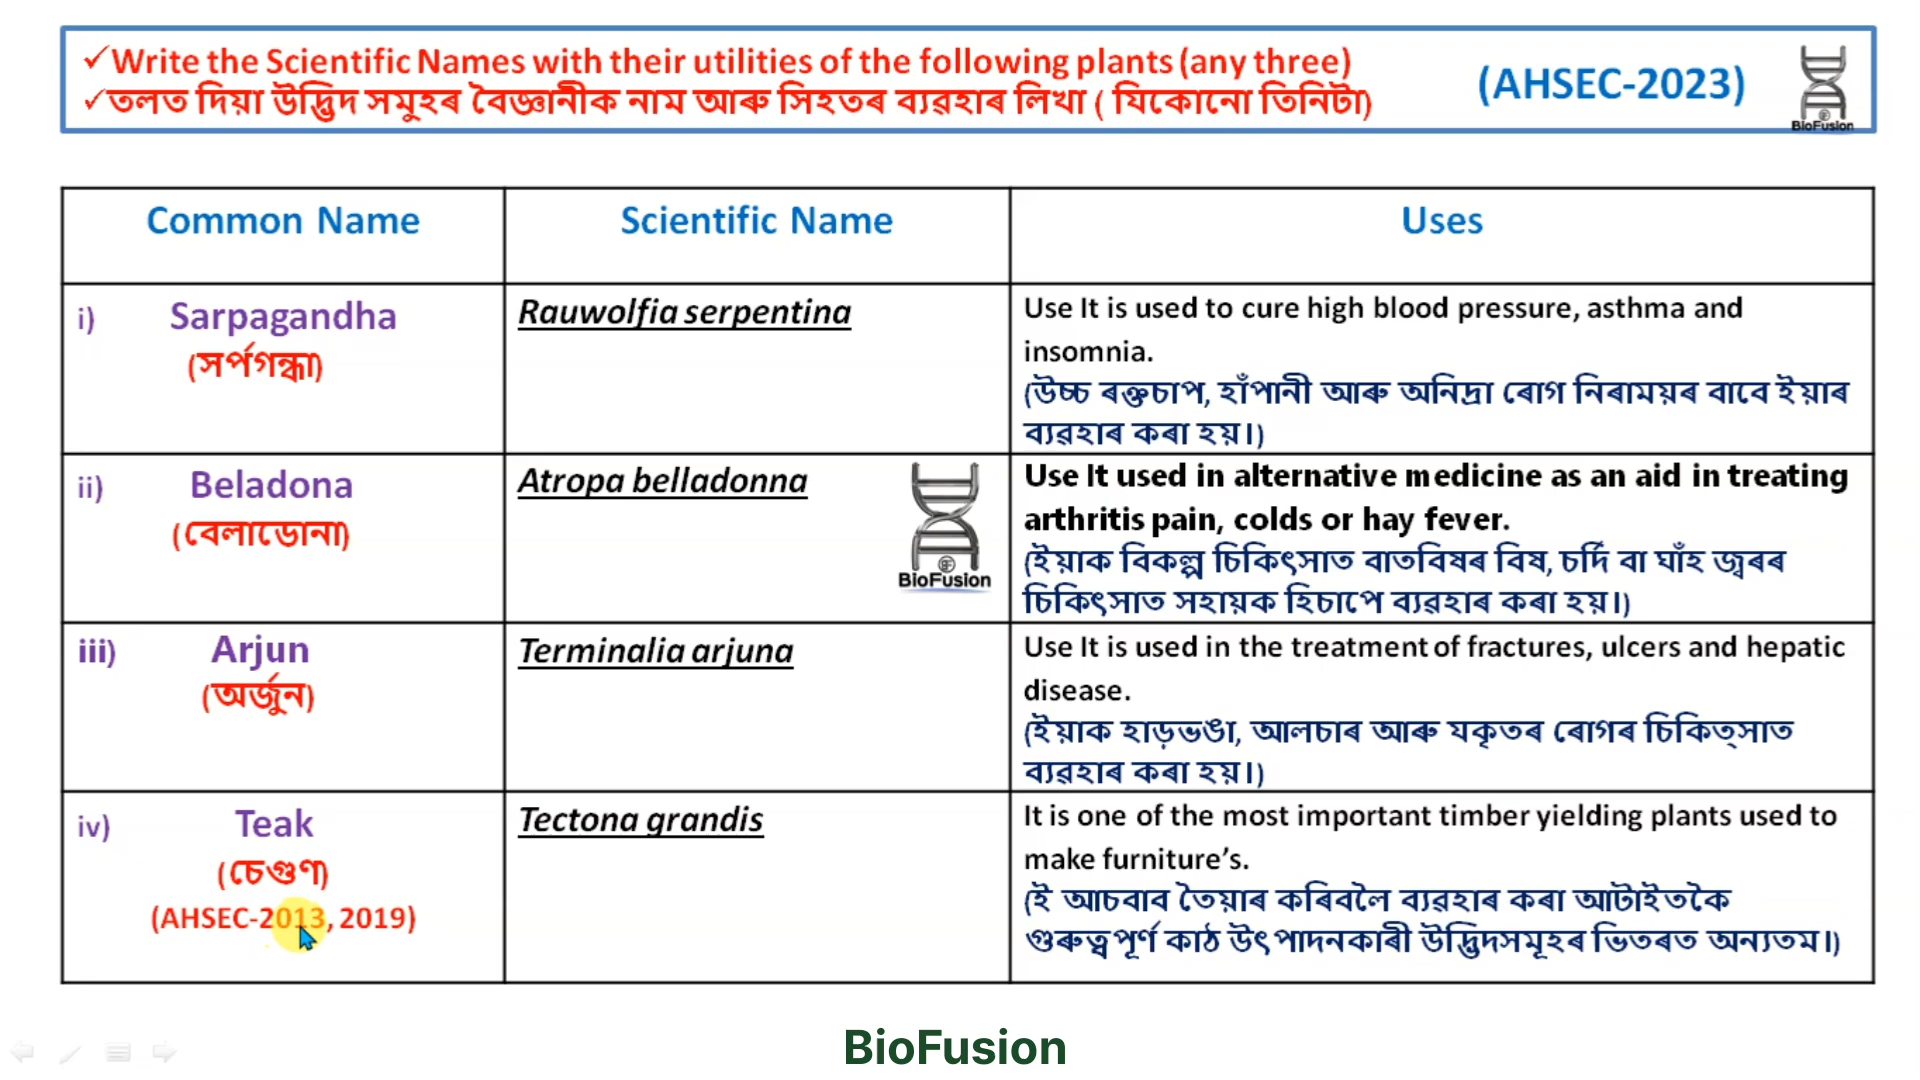 ✓Write the Scientific Names with their utilities of the following plants (any three)
✓তলত দিয়া উদ্ভিদ সমুহৰ বৈজ্ঞানীক নাম আৰু সিহতৰ ব্যৱহাৰ লিখা ( যিকোনো তিনিটা)
(AHSEC-2023)
BioFusion
Common Name
Scientific Name
Uses
i) Sarpagandha
(সৰ্পগন্ধা)
Rauwolfia serpentina
Use It is used to cure high blood pressure, asthma and
insomnia.
(উচ্চ ৰক্তচাপ, হাঁপানী আৰু অনিদ্ৰা ৰোগ নিৰাময়ৰ বাবে ইয়াৰ
ব্যৱহাৰ কৰা হয়।)
ii) Beladona
(বেলাডোনা)
Atropa belladonna
BioFusion
Use It used in alternative medicine as an aid in treating
arthritis pain, colds or hay fever.
(ইয়াক বিকল্প চিকিৎসাত বাতবিষৰ বিষ, চৰ্দি বা ঘাঁহ জ্বৰৰ
চিকিৎসাত সহায়ক হিচাপে ব্যৱহাৰ কৰা হয়।)
iii) Arjun
(অৰ্জুন)
Terminalia arjuna
Use It is used in the treatment of fractures, ulcers and hepatic
disease.
(ইয়াক হাড়ভঙা, আলচাৰ আৰু যকৃতৰ ৰোগৰ চিকিত্সাত
ব্যৱহাৰ কৰা হয়।)
iv) Teak
(চেগুণ)
(AHSEC-2013, 2019)
Tectona grandis
It is one of the most important timber yielding plants used to
make furniture’s.
(ই আচবাব তৈয়াৰ কৰিবলৈ ব্যৱহাৰ কৰা আটাইতকৈ
গুৰুত্বপূৰ্ণ কাঠ উৎপাদনকাৰী উদ্ভিদসমূহৰ ভিতৰত অন্যতম।)
BioFusion